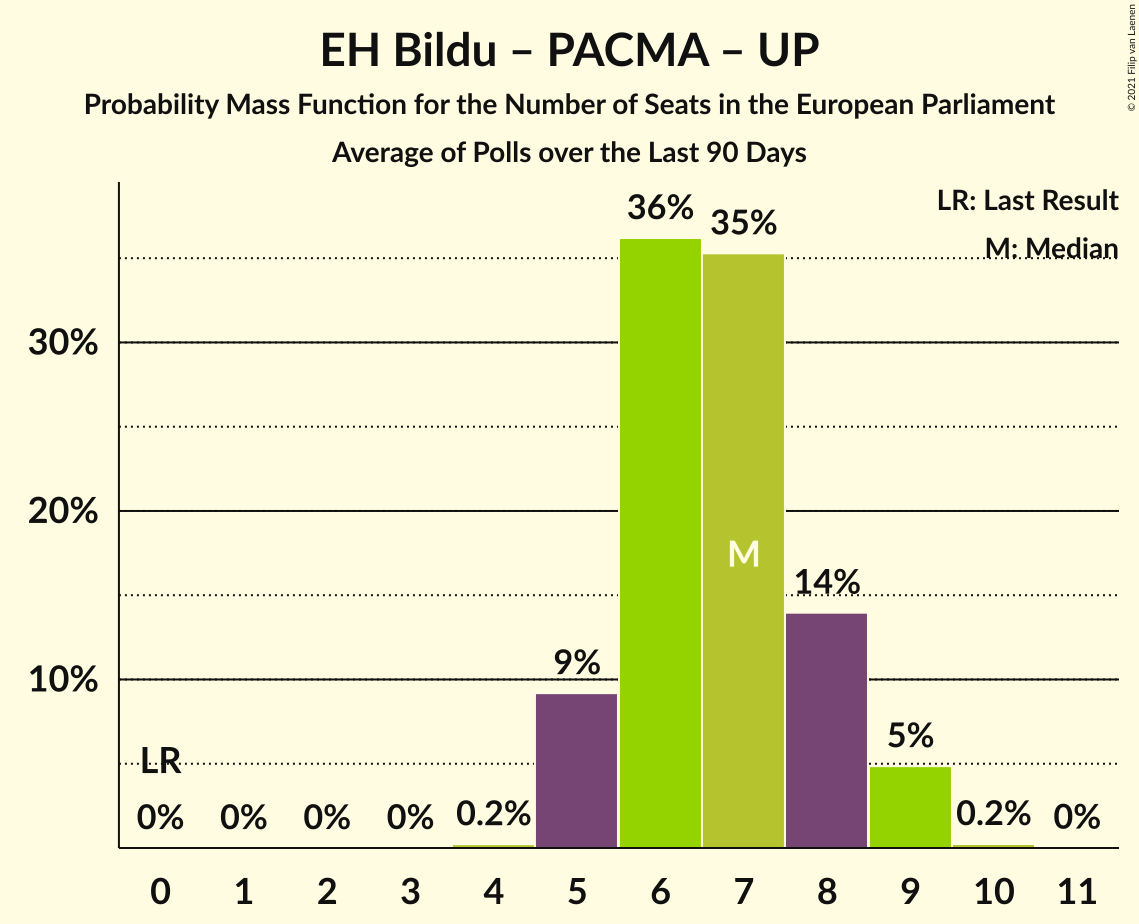 EH Bildu – PACMA – UP
Probability Mass Function for the Number of Seats in the European Parliament
Average of Polls over the Last 90 Days
© 2021 Filip van Laenen
LR: Last Result
M: Median
36%
35%
30%
20%
M
14%
9%
10%
5%
LR
0%
0%
0%
0%
0.2%
0.2%
0%
0 1 2 3 4 5 6 7 8 9 10 11